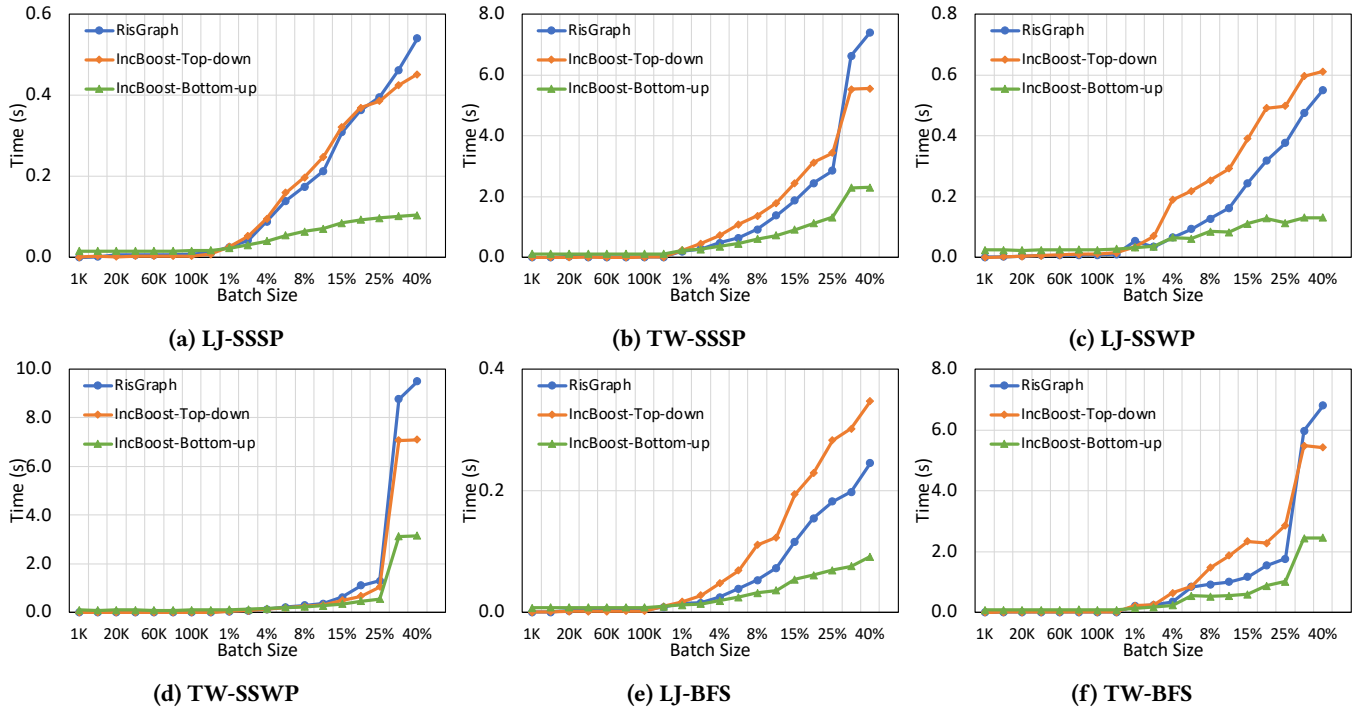 0.6
0.4
0.2
0.0
Time (s)
RisGraph
IncBoost-Top-down
IncBoost-Bottom-up
1K 20K 60K 100K 1% 4% 8% 15% 25% 40%
Batch Size
(a) LJ-SSSP
8.0
6.0
4.0
2.0
0.0
Time (s)
RisGraph
IncBoost-Top-down
IncBoost-Bottom-up
1K 20K 60K 100K 1% 4% 8% 15% 25% 40%
Batch Size
(b) TW-SSSP
0.8
0.6
0.4
0.2
0.0
Time (s)
RisGraph
IncBoost-Top-down
IncBoost-Bottom-up
1K 20K 60K 100K 1% 4% 8% 15% 25% 40%
Batch Size
(c) LJ-SSWP
10.0
8.0
6.0
4.0
2.0
0.0
Time (s)
RisGraph
IncBoost-Top-down
IncBoost-Bottom-up
1K 20K 60K 100K 1% 4% 8% 15% 25% 40%
Batch Size
(d) TW-SSWP
0.4
0.2
0.0
Time (s)
RisGraph
IncBoost-Top-down
IncBoost-Bottom-up
1K 20K 60K 100K 1% 4% 8% 15% 25% 40%
Batch Size
(e) LJ-BFS
8.0
6.0
4.0
2.0
0.0
Time (s)
RisGraph
IncBoost-Top-down
IncBoost-Bottom-up
1K 20K 60K 100K 1% 4% 8% 15% 25% 40%
Batch Size
(f) TW-BFS